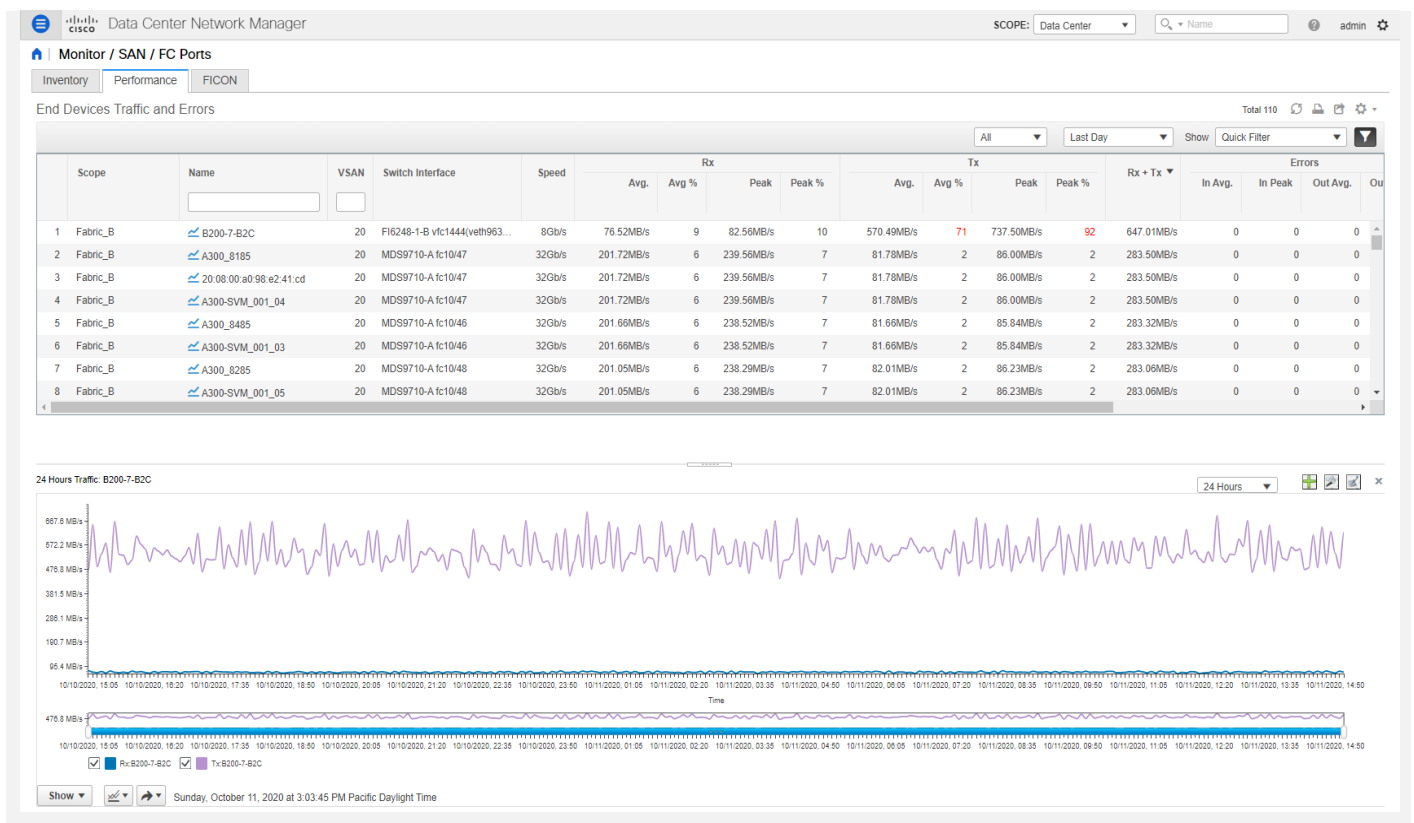 cisco Data Center Network Manager SCOPE: Data Center Name admin
Monitor / SAN / FC Ports
Inventory Performance FICON
End Devices Traffic and Errors Total 110
All Last Day Show Quick Filter
Scope Name VSAN Switch Interface Speed Rx Tx Rx + Tx Errors
Avg. Avg % Peak Peak % Avg. Avg % Peak Peak % In Avg. In Peak Out Avg. Ou
1 Fabric_B B200-7-B2C 20 FI6248-1-B vfc1444(veth963... 8Gb/s 76.52MB/s 9 82.56MB/s 10 570.49MB/s 71 737.50MB/s 92 647.01MB/s 0 0 0
2 Fabric_B A300_8185 20 MDS9710-A fc10/47 32Gb/s 201.72MB/s 6 239.56MB/s 7 81.78MB/s 2 86.00MB/s 2 283.50MB/s 0 0 0
3 Fabric_B 20:08:00:a0:98:e2:41:cd 20 MDS9710-A fc10/47 32Gb/s 201.72MB/s 6 239.56MB/s 7 81.78MB/s 2 86.00MB/s 2 283.50MB/s 0 0 0
4 Fabric_B A300-SVM_001_04 20 MDS9710-A fc10/47 32Gb/s 201.72MB/s 6 239.56MB/s 7 81.78MB/s 2 86.00MB/s 2 283.50MB/s 0 0 0
5 Fabric_B A300_8485 20 MDS9710-A fc10/46 32Gb/s 201.66MB/s 6 238.52MB/s 7 81.66MB/s 2 85.84MB/s 2 283.32MB/s 0 0 0
6 Fabric_B A300-SVM_001_03 20 MDS9710-A fc10/46 32Gb/s 201.66MB/s 6 238.52MB/s 7 81.66MB/s 2 85.84MB/s 2 283.32MB/s 0 0 0
7 Fabric_B A300_8285 20 MDS9710-A fc10/48 32Gb/s 201.05MB/s 6 238.29MB/s 7 82.01MB/s 2 86.23MB/s 2 283.06MB/s 0 0 0
8 Fabric_B A300-SVM_001_05 20 MDS9710-A fc10/48 32Gb/s 201.05MB/s 6 238.29MB/s 7 82.01MB/s 2 86.23MB/s 2 283.06MB/s 0 0 0
24 Hours Traffic: B200-7-B2C 24 Hours
667.6 MB/s
572.2 MB/s
476.8 MB/s
381.5 MB/s
286.1 MB/s
190.7 MB/s
95.4 MB/s
10/10/2020, 15:05 10/10/2020, 16:20 10/10/2020, 17:35 10/10/2020, 18:50 10/10/2020, 20:05 10/10/2020, 21:20 10/10/2020, 22:35 10/10/2020, 23:50 10/11/2020, 01:05 10/11/2020, 02:20 10/11/2020, 03:35 10/11/2020, 04:50 10/11/2020, 06:05 10/11/2020, 07:20 10/11/2020, 08:35 10/11/2020, 09:50 10/11/2020, 11:05 10/11/2020, 12:20 10/11/2020, 13:35 10/11/2020, 14:50
Time
476.8 MB/s
10/10/2020, 15:05 10/10/2020, 16:20 10/10/2020, 17:35 10/10/2020, 18:50 10/10/2020, 20:05 10/10/2020, 21:20 10/10/2020, 22:35 10/10/2020, 23:50 10/11/2020, 01:05 10/11/2020, 02:20 10/11/2020, 03:35 10/11/2020, 04:50 10/11/2020, 06:05 10/11/2020, 07:20 10/11/2020, 08:35 10/11/2020, 09:50 10/11/2020, 11:05 10/11/2020, 12:20 10/11/2020, 13:35 10/11/2020, 14:50
Rx:B200-7-B2C Tx:B200-7-B2C
Show Sunday, October 11, 2020 at 3:03:45 PM Pacific Daylight Time